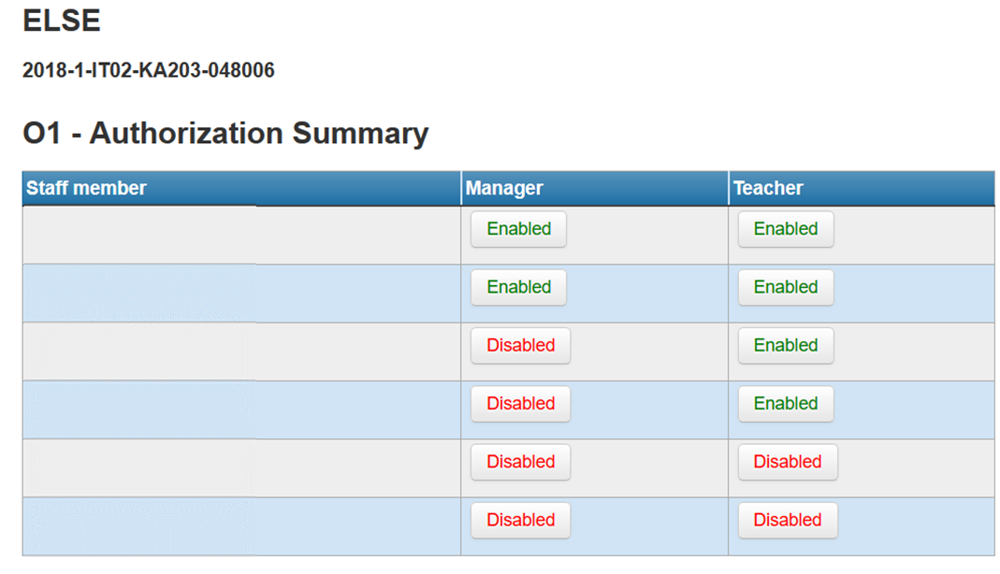 ELSE
2018-1-IT02-KA203-048006
O1 - Authorization Summary
Staff member Manager Teacher
Enabled Enabled
Enabled Enabled
Disabled Enabled
Disabled Enabled
Disabled Disabled
Disabled Disabled